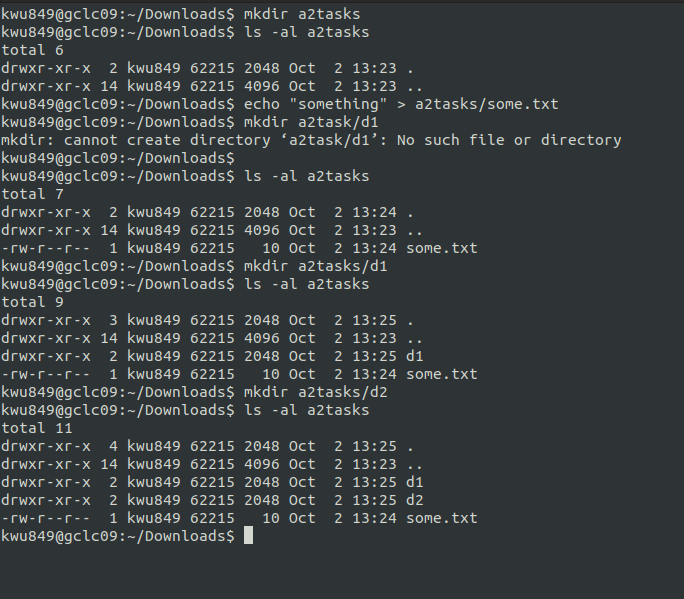 kwu849@gclc09:~/Downloads$ mkdir a2tasks
kwu849@gclc09:~/Downloads$ ls -al a2tasks
total 6
drwxr-xr-x  2 kwu849 62215 2048 Oct  2 13:23 .
drwxr-xr-x 14 kwu849 62215 4096 Oct  2 13:23 ..
kwu849@gclc09:~/Downloads$ echo "something" > a2tasks/some.txt
kwu849@gclc09:~/Downloads$ mkdir a2task/d1
mkdir: cannot create directory ‘a2task/d1’: No such file or directory
kwu849@gclc09:~/Downloads$
kwu849@gclc09:~/Downloads$ ls -al a2tasks
total 7
drwxr-xr-x  2 kwu849 62215 2048 Oct  2 13:24 .
drwxr-xr-x 14 kwu849 62215 4096 Oct  2 13:23 ..
-rw-r--r--  1 kwu849 62215   10 Oct  2 13:24 some.txt
kwu849@gclc09:~/Downloads$ mkdir a2tasks/d1
kwu849@gclc09:~/Downloads$ ls -al a2tasks
total 9
drwxr-xr-x  3 kwu849 62215 2048 Oct  2 13:25 .
drwxr-xr-x 14 kwu849 62215 4096 Oct  2 13:23 ..
drwxr-xr-x  2 kwu849 62215 2048 Oct  2 13:25 d1
-rw-r--r--  1 kwu849 62215   10 Oct  2 13:24 some.txt
kwu849@gclc09:~/Downloads$ mkdir a2tasks/d2
kwu849@gclc09:~/Downloads$ ls -al a2tasks
total 11
drwxr-xr-x  4 kwu849 62215 2048 Oct  2 13:25 .
drwxr-xr-x 14 kwu849 62215 4096 Oct  2 13:23 ..
drwxr-xr-x  2 kwu849 62215 2048 Oct  2 13:25 d1
drwxr-xr-x  2 kwu849 62215 2048 Oct  2 13:25 d2
-rw-r--r--  1 kwu849 62215   10 Oct  2 13:24 some.txt
kwu849@gclc09:~/Downloads$